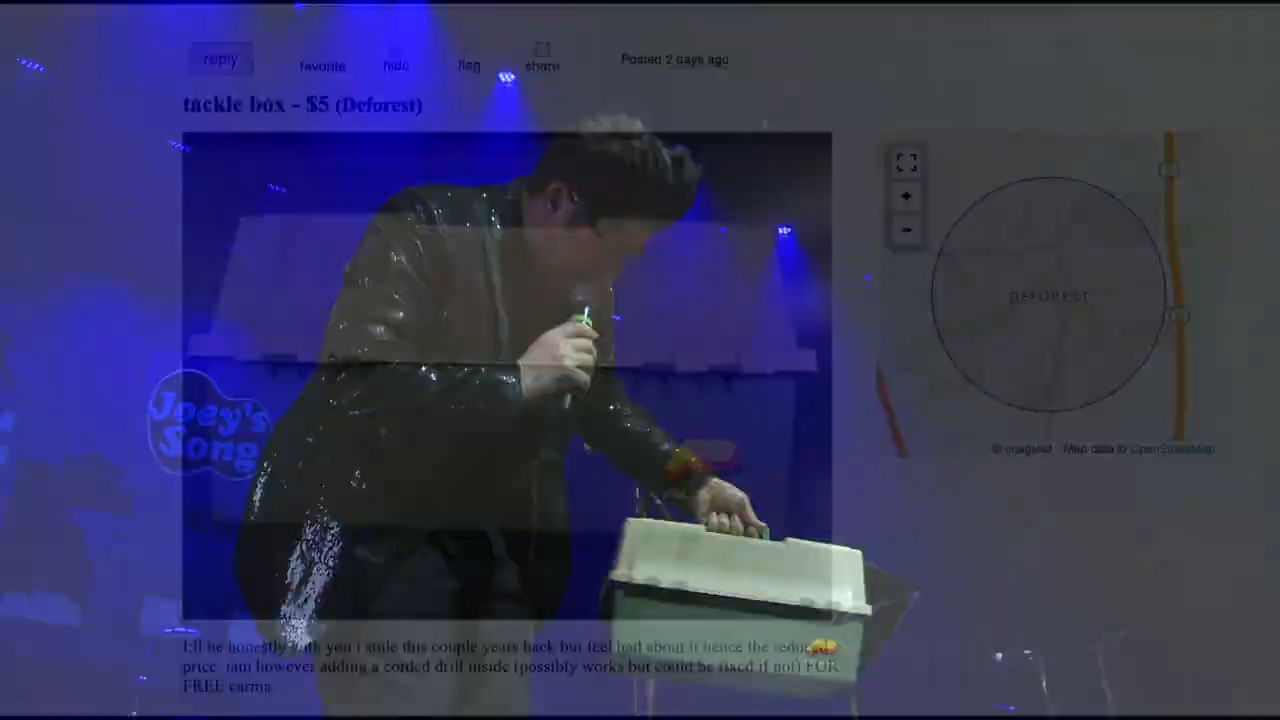 reply
favorite
hide
flag
share
Posted 2 days ago
tackle box - $5 (Deforest)
DEFOREST
Joey's
Song
© craigslist - Map data © OpenStreetMap
I;ll be honestly with you i stole this couple years back but feel bad about it hence the reduced
price iam however adding a corded drill inside (possibly works but could be fixed if not) FOR
FREE carma